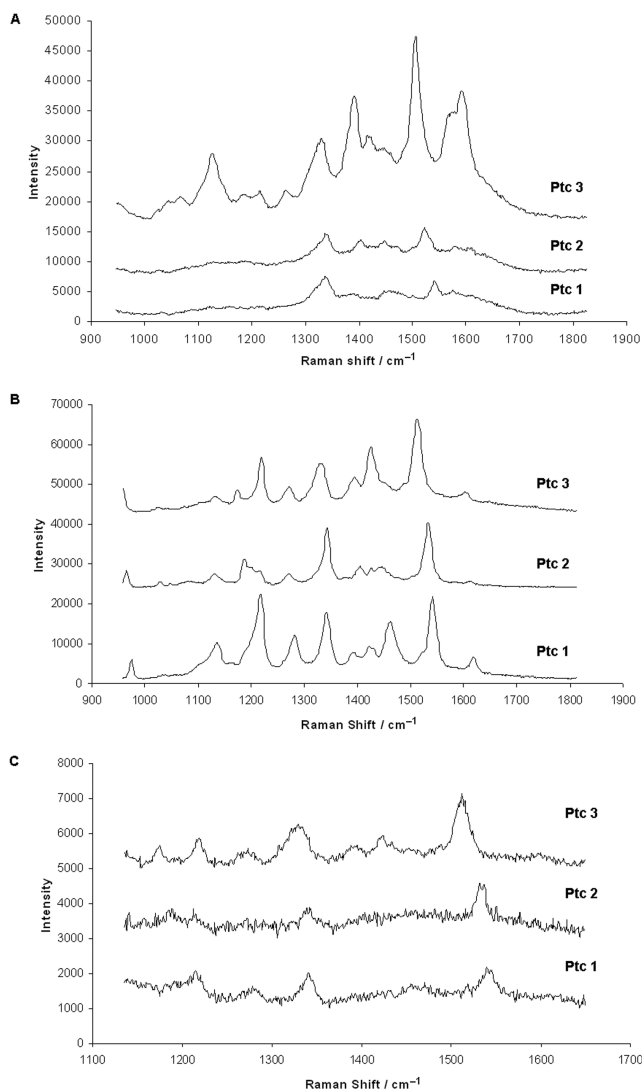 A
50000
45000
40000
35000
30000
25000
20000
15000
10000
5000
0
Intensity
Ptc 3
Ptc 2
Ptc 1
900 1000 1100 1200 1300 1400 1500 1600 1700 1800 1900
Raman shift / cm⁻¹
B
70000
60000
50000
40000
30000
20000
10000
0
Intensity
Ptc 3
Ptc 2
Ptc 1
900 1000 1100 1200 1300 1400 1500 1600 1700 1800 1900
Raman Shift / cm⁻¹
C
8000
7000
6000
5000
4000
3000
2000
1000
0
Intensity
Ptc 3
Ptc 2
Ptc 1
1100 1200 1300 1400 1500 1600 1700
Raman Shift / cm⁻¹